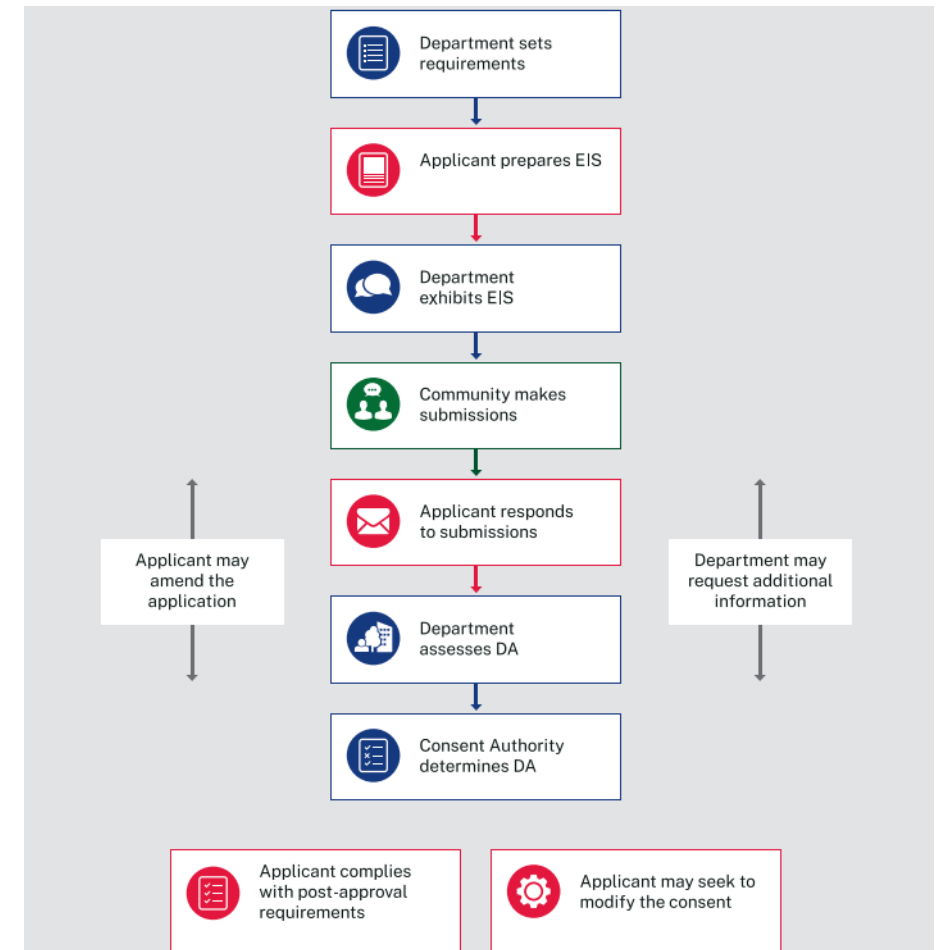 Department sets
requirements
Applicant prepares E|S
Department
exhibits E|S
Community makes
submissions
Applicant responds
to submissions
Applicant may
amend the
application
Department may
request additional
information
Department
assesses DA
Consent Authority
determines DA
Applicant complies
with post-approval
requirements
Applicant may seek to
modify the consent